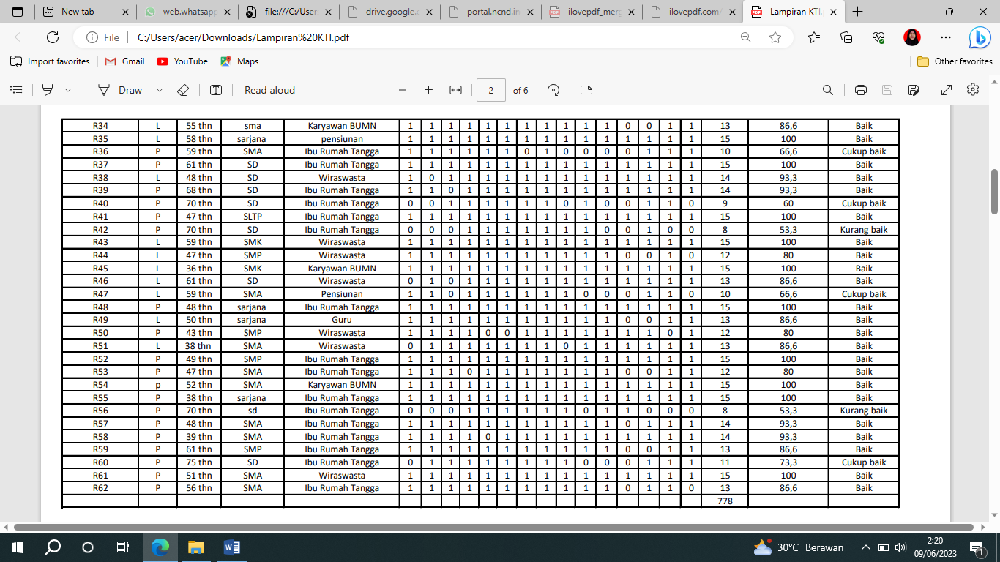 New tab web.whatsapp file:///C:/User drive.google. portal.ncnd.in ilovepdf_merg ilovepdf.com/ Lampiran KTI.p
File C:/Users/acer/Downloads/Lampiran%20KTI.pdf
Import favorites Gmail YouTube Maps Other favorites
Draw Read aloud 2 of 6
R34 L 55 thn sma Karyawan BUMN 1 1 1 1 1 1 1 1 1 1 1 0 0 1 1 13 86,6 Baik
R35 L 58 thn sarjana pensiunan 1 1 1 1 1 1 1 1 1 1 1 1 1 1 1 15 100 Baik
R36 P 59 thn SMA Ibu Rumah Tangga 1 1 1 1 1 1 0 1 0 0 0 0 1 1 1 10 66,6 Cukup baik
R37 P 61 thn SD Ibu Rumah Tangga 1 1 1 1 1 1 1 1 1 1 1 1 1 1 1 15 100 Baik
R38 L 48 thn SD Wiraswasta 1 0 1 1 1 1 1 1 1 1 1 1 1 1 1 14 93,3 Baik
R39 P 68 thn SD Ibu Rumah Tangga 1 1 0 1 1 1 1 1 1 1 1 1 1 1 1 14 93,3 Baik
R40 P 70 thn SD Ibu Rumah Tangga 0 0 1 1 1 1 1 1 0 1 0 0 1 1 0 9 60 Cukup baik
R41 P 47 thn SLTP Ibu Rumah Tangga 1 1 1 1 1 1 1 1 1 1 1 1 1 1 1 15 100 Baik
R42 P 70 thn SD Ibu Rumah Tangga 0 0 0 1 1 1 1 1 1 1 0 0 1 0 0 8 53,3 Kurang baik
R43 L 59 thn SMK Wiraswasta 1 1 1 1 1 1 1 1 1 1 1 1 1 1 1 15 100 Baik
R44 L 47 thn SMP Wiraswasta 1 1 1 1 1 1 1 1 1 1 1 0 0 1 0 12 80 Baik
R45 L 36 thn SMK Karyawan BUMN 1 1 1 1 1 1 1 1 1 1 1 1 1 1 1 15 100 Baik
R46 L 61 thn SD Wiraswasta 0 1 0 1 1 1 1 1 1 1 1 1 1 1 1 13 86,6 Baik
R47 L 59 thn SMA Pensiunan 1 1 0 1 1 1 1 1 1 0 0 0 1 1 0 10 66,6 Cukup baik
R48 P 48 thn sarjana Ibu Rumah Tangga 1 1 1 1 1 1 1 1 1 1 1 1 1 1 1 15 100 Baik
R49 L 50 thn sarjana Guru 1 1 1 1 1 1 1 1 1 1 1 0 0 1 1 13 86,6 Baik
R50 P 43 thn SMP Wiraswasta 1 1 1 1 0 0 1 1 1 1 1 1 1 0 1 12 80 Baik
R51 L 38 thn SMA Wiraswasta 0 1 1 1 1 1 1 1 0 1 1 1 1 1 1 13 86,6 Baik
R52 P 49 thn SMP Ibu Rumah Tangga 1 1 1 1 1 1 1 1 1 1 1 1 1 1 1 15 100 Baik
R53 P 47 thn SMA Ibu Rumah Tangga 1 1 1 0 1 1 1 1 1 1 1 0 0 1 1 12 80 Baik
R54 p 52 thn SMA Karyawan BUMN 1 1 1 1 1 1 1 1 1 1 1 1 1 1 1 15 100 Baik
R55 P 38 thn sarjana Ibu Rumah Tangga 1 1 1 1 1 1 1 1 1 1 1 1 1 1 1 15 100 Baik
R56 P 70 thn sd Ibu Rumah Tangga 0 0 0 1 1 1 1 1 1 0 1 1 0 0 0 8 53,3 Kurang baik
R57 P 48 thn SMA Ibu Rumah Tangga 1 1 1 1 1 1 1 1 1 1 1 0 1 1 1 14 93,3 Baik
R58 P 39 thn SMA Ibu Rumah Tangga 1 1 1 1 0 1 1 1 1 1 1 1 1 1 1 14 93,3 Baik
R59 P 61 thn SMP Ibu Rumah Tangga 1 1 1 1 1 1 1 1 1 1 1 0 0 1 1 13 86,6 Baik
R60 P 75 thn SD Ibu Rumah Tangga 0 1 1 1 1 1 1 1 1 0 0 0 1 1 1 11 73,3 Cukup baik
R61 P 51 thn SMA Wiraswasta 1 1 1 1 1 1 1 1 1 1 1 1 1 1 1 15 100 Baik
R62 P 56 thn SMA Ibu Rumah Tangga 1 1 1 1 1 1 1 1 1 1 1 0 1 1 0 13 86,6 Baik
778
30°C Berawan 2:20
09/06/2023 1